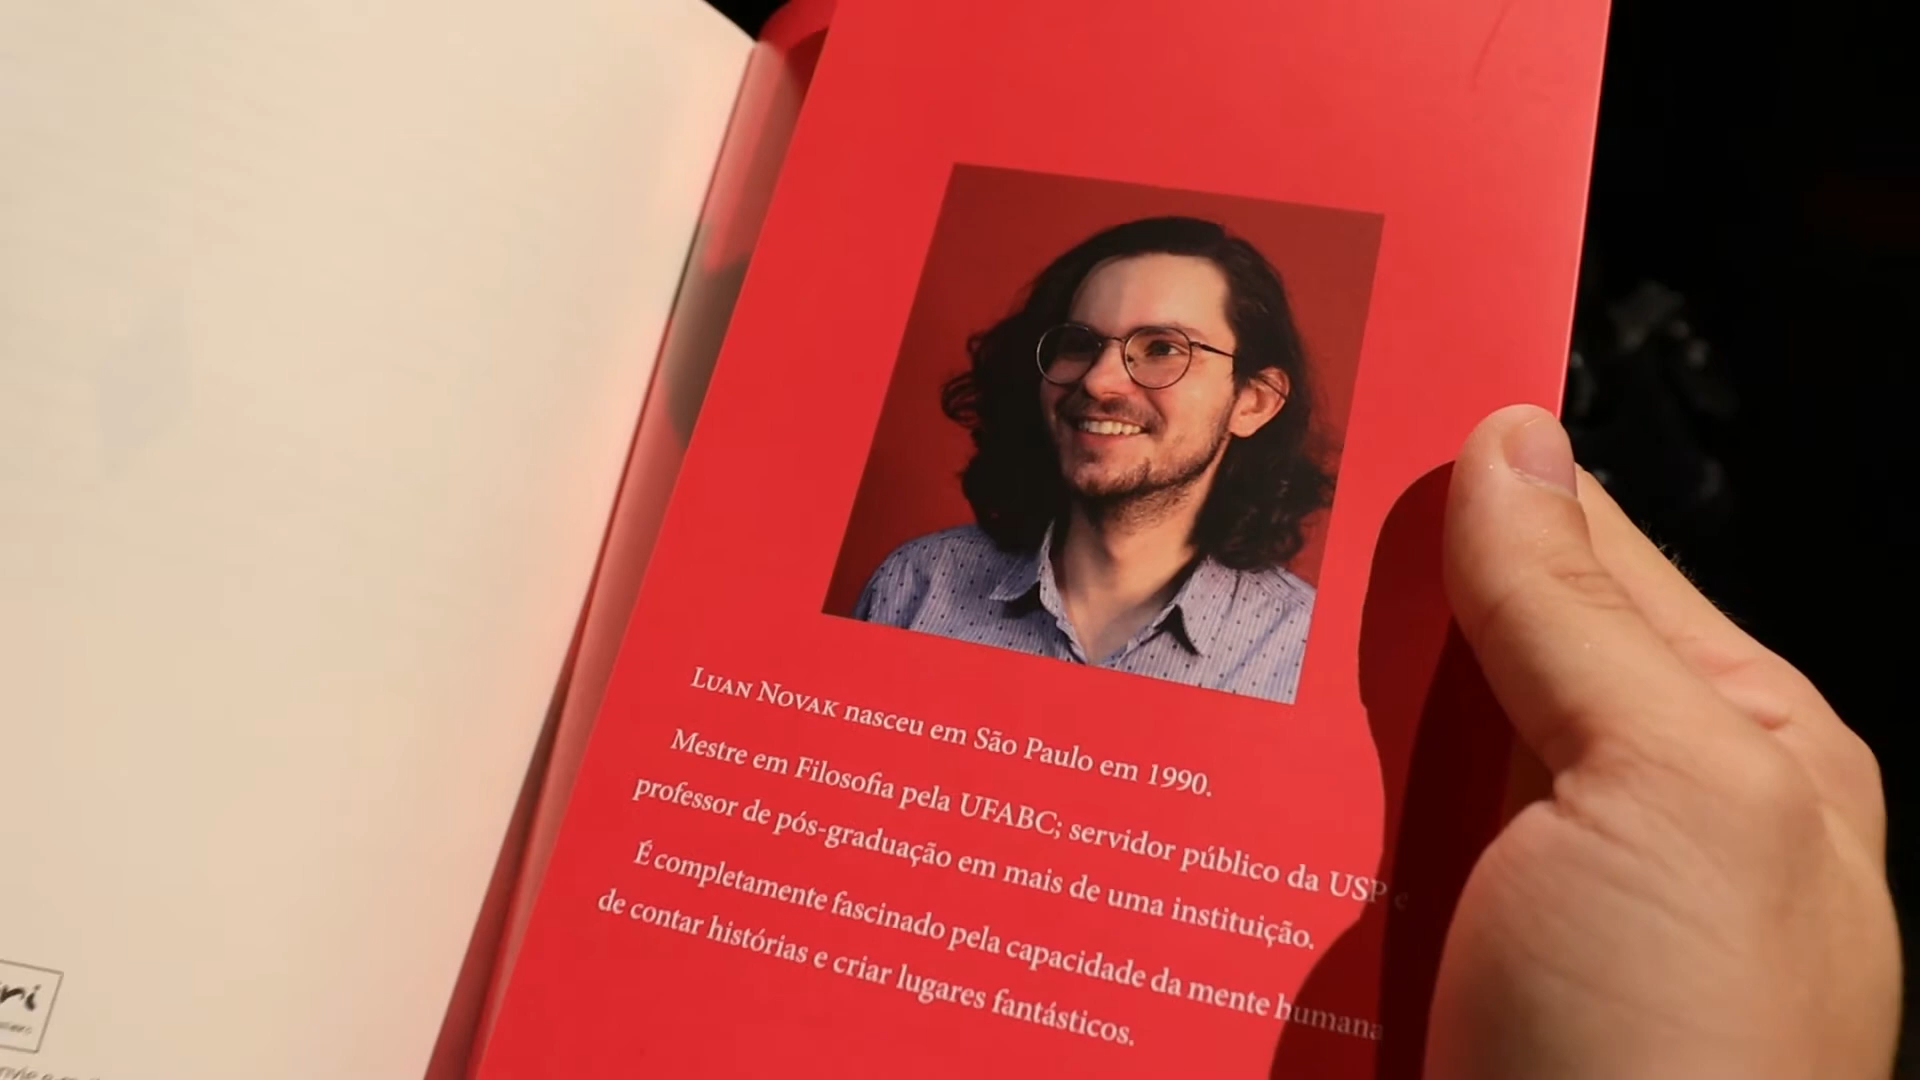 LUAN NOVAK nasceu em São Paulo em 1990.
Mestre em Filosofia pela UFABC; servidor público da USP e
professor de pós-graduação em mais de uma instituição.
É completamente fascinado pela capacidade da mente humana
de contar histórias e criar lugares fantásticos.